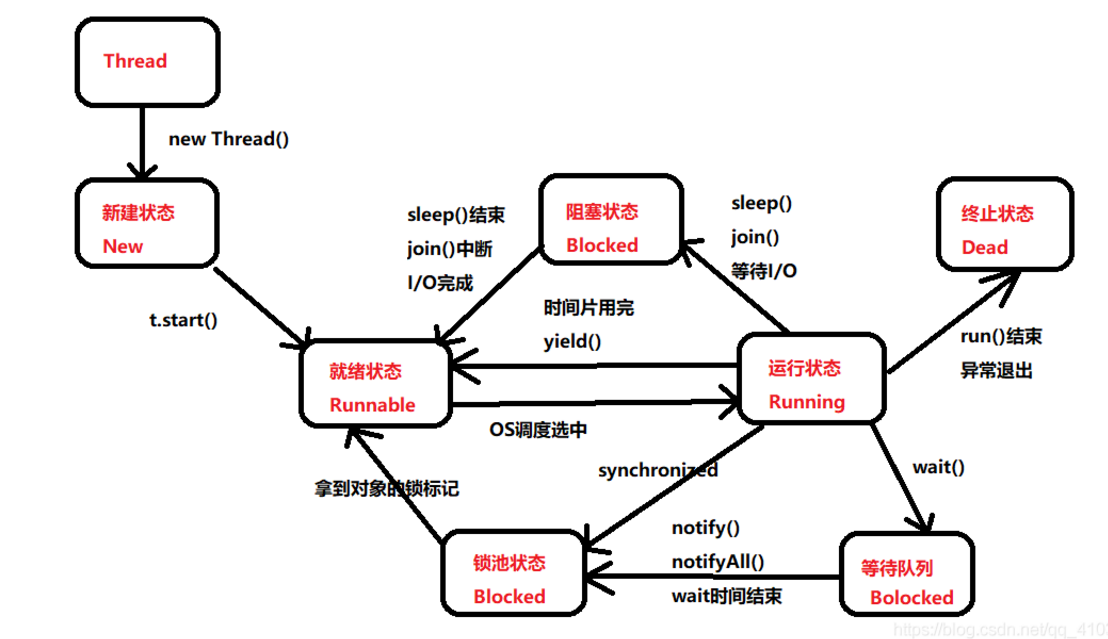 Thread
new Thread()
新建状态
New
t.start()
sleep()结束
join()中断
I/O完成
阻塞状态
Blocked
sleep()
join()
等待I/O
终止状态
Dead
时间片用完
yield()
就绪状态
Runnable
运行状态
Running
run()结束
异常退出
OS调度选中
synchronized
wait()
拿到对象的锁标记
锁池状态
Blocked
notify()
notifyAll()
wait时间结束
等待队列
Bolocked
https://blog.csdn.net/qq_4103